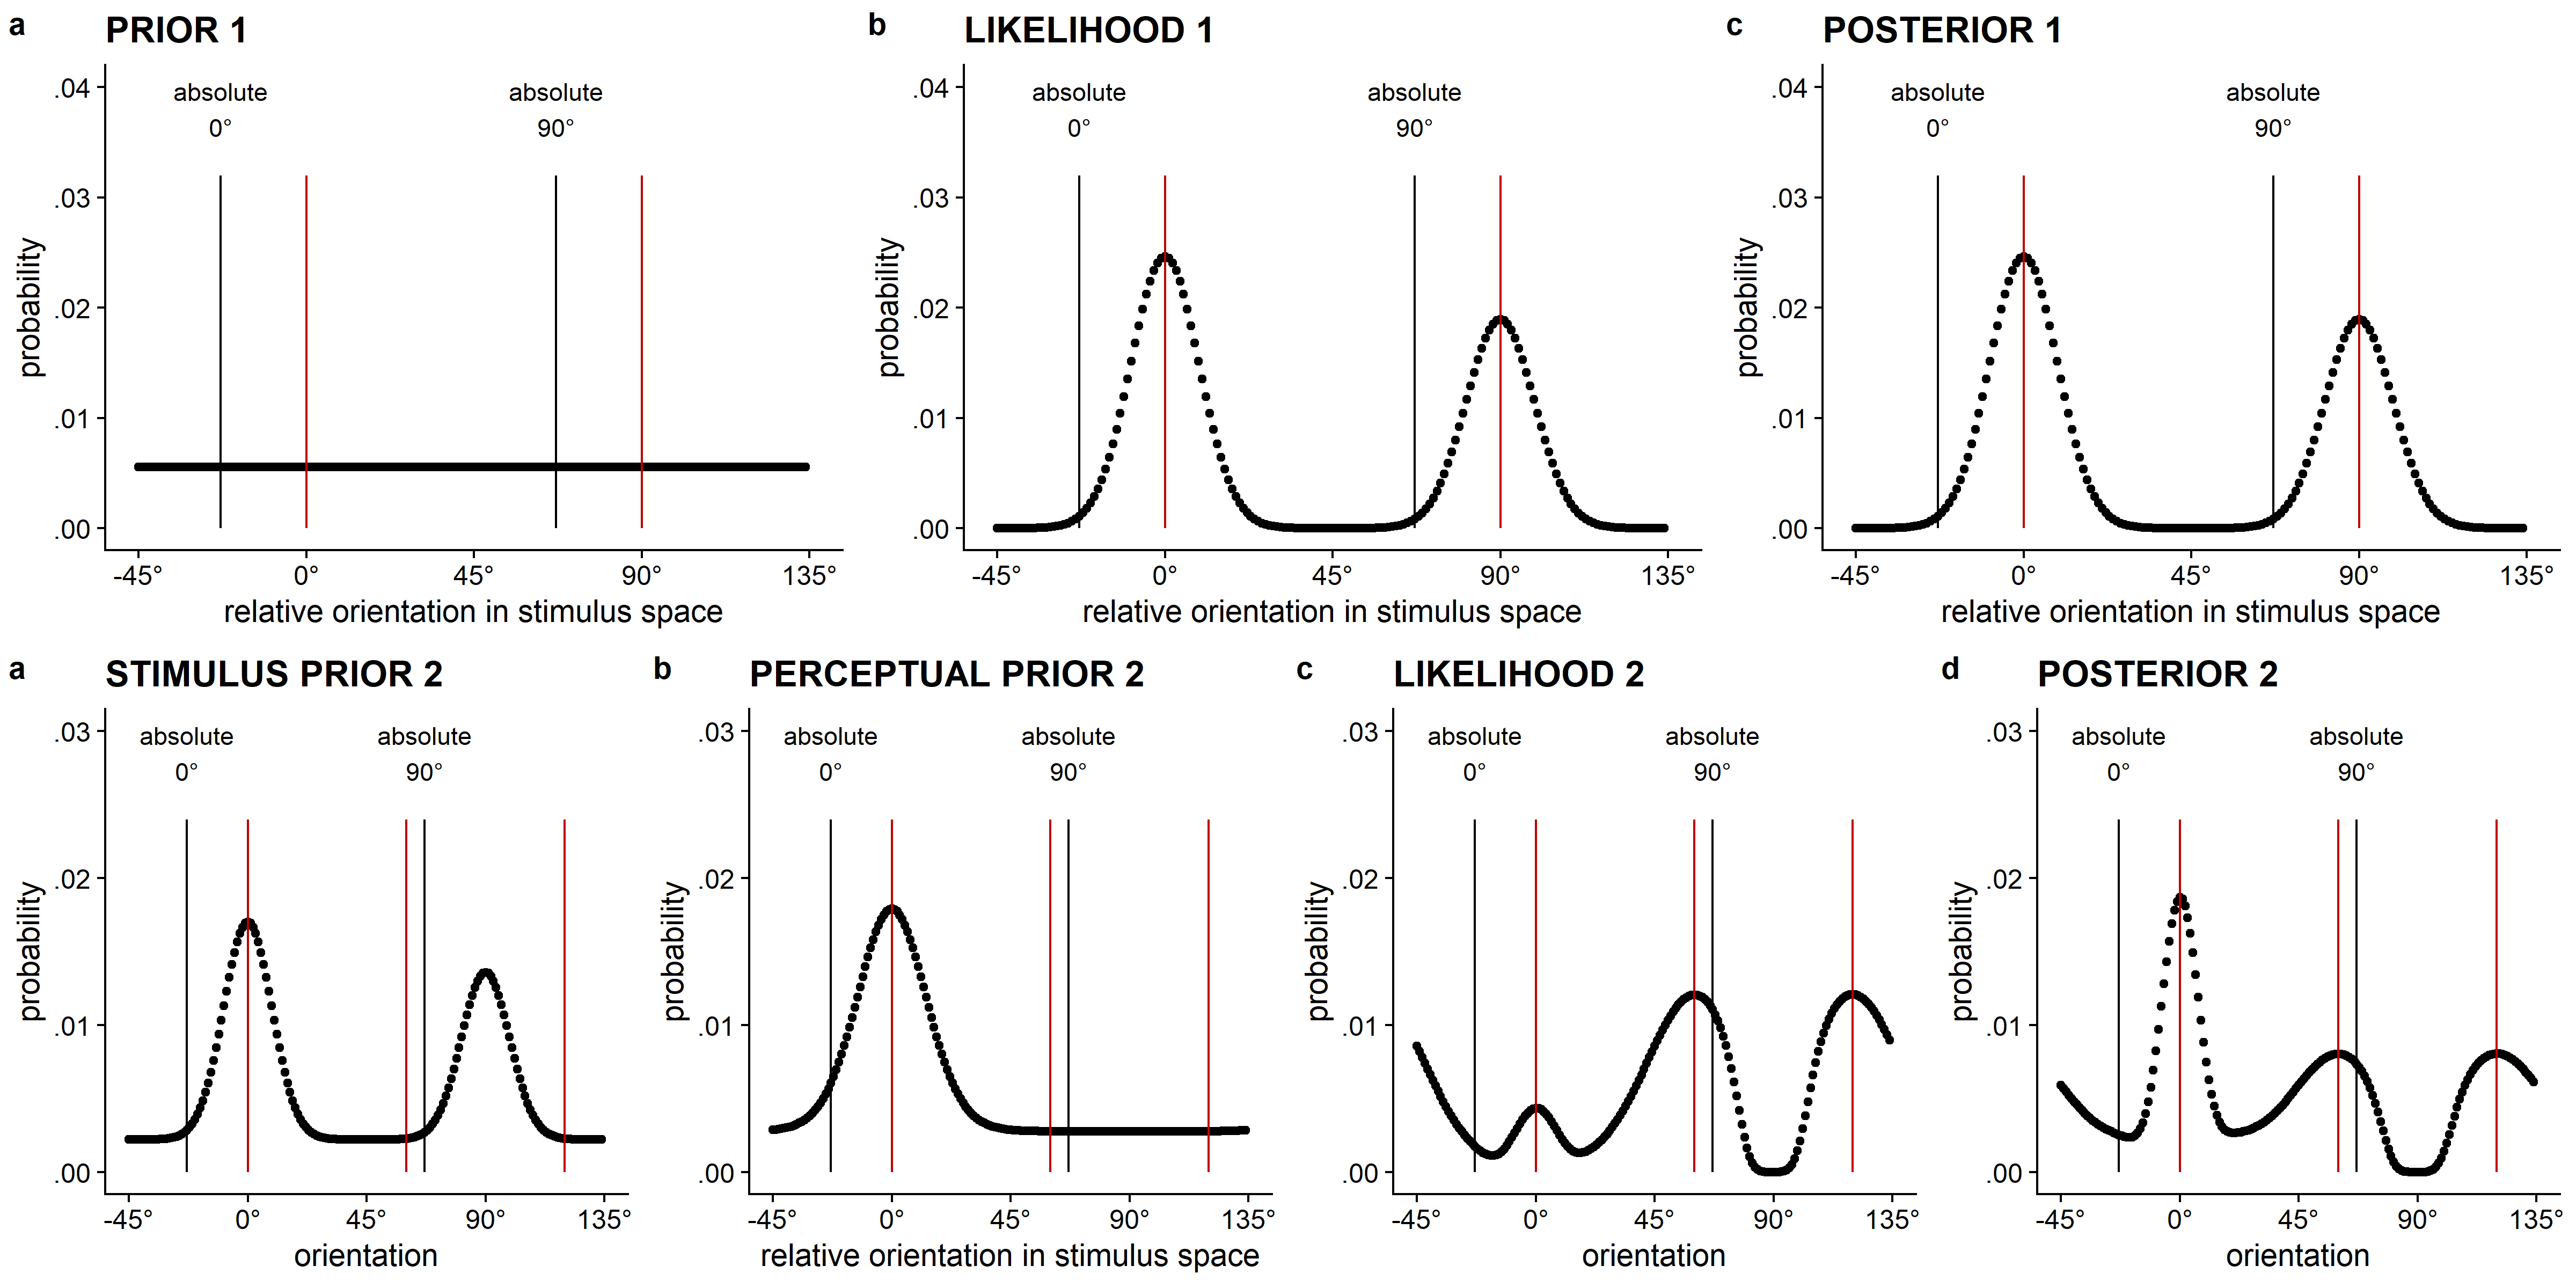 a PRIOR 1
.04
.03
.02
.01
.00
probability
absolute
0°
absolute
90°
-45° 0° 45° 90° 135°
relative orientation in stimulus space
b LIKELIHOOD 1
.04
.03
.02
.01
.00
probability
absolute
0°
absolute
90°
-45° 0° 45° 90° 135°
relative orientation in stimulus space
c POSTERIOR 1
.04
.03
.02
.01
.00
probability
absolute
0°
absolute
90°
-45° 0° 45° 90° 135°
relative orientation in stimulus space
a STIMULUS PRIOR 2
.03
.02
.01
.00
probability
absolute
0°
absolute
90°
-45° 0° 45° 90° 135°
orientation
b PERCEPTUAL PRIOR 2
.03
.02
.01
.00
probability
absolute
0°
absolute
90°
-45° 0° 45° 90° 135°
relative orientation in stimulus space
c LIKELIHOOD 2
.03
.02
.01
.00
probability
absolute
0°
absolute
90°
-45° 0° 45° 90° 135°
orientation
d POSTERIOR 2
.03
.02
.01
.00
probability
absolute
0°
absolute
90°
-45° 0° 45° 90° 135°
orientation